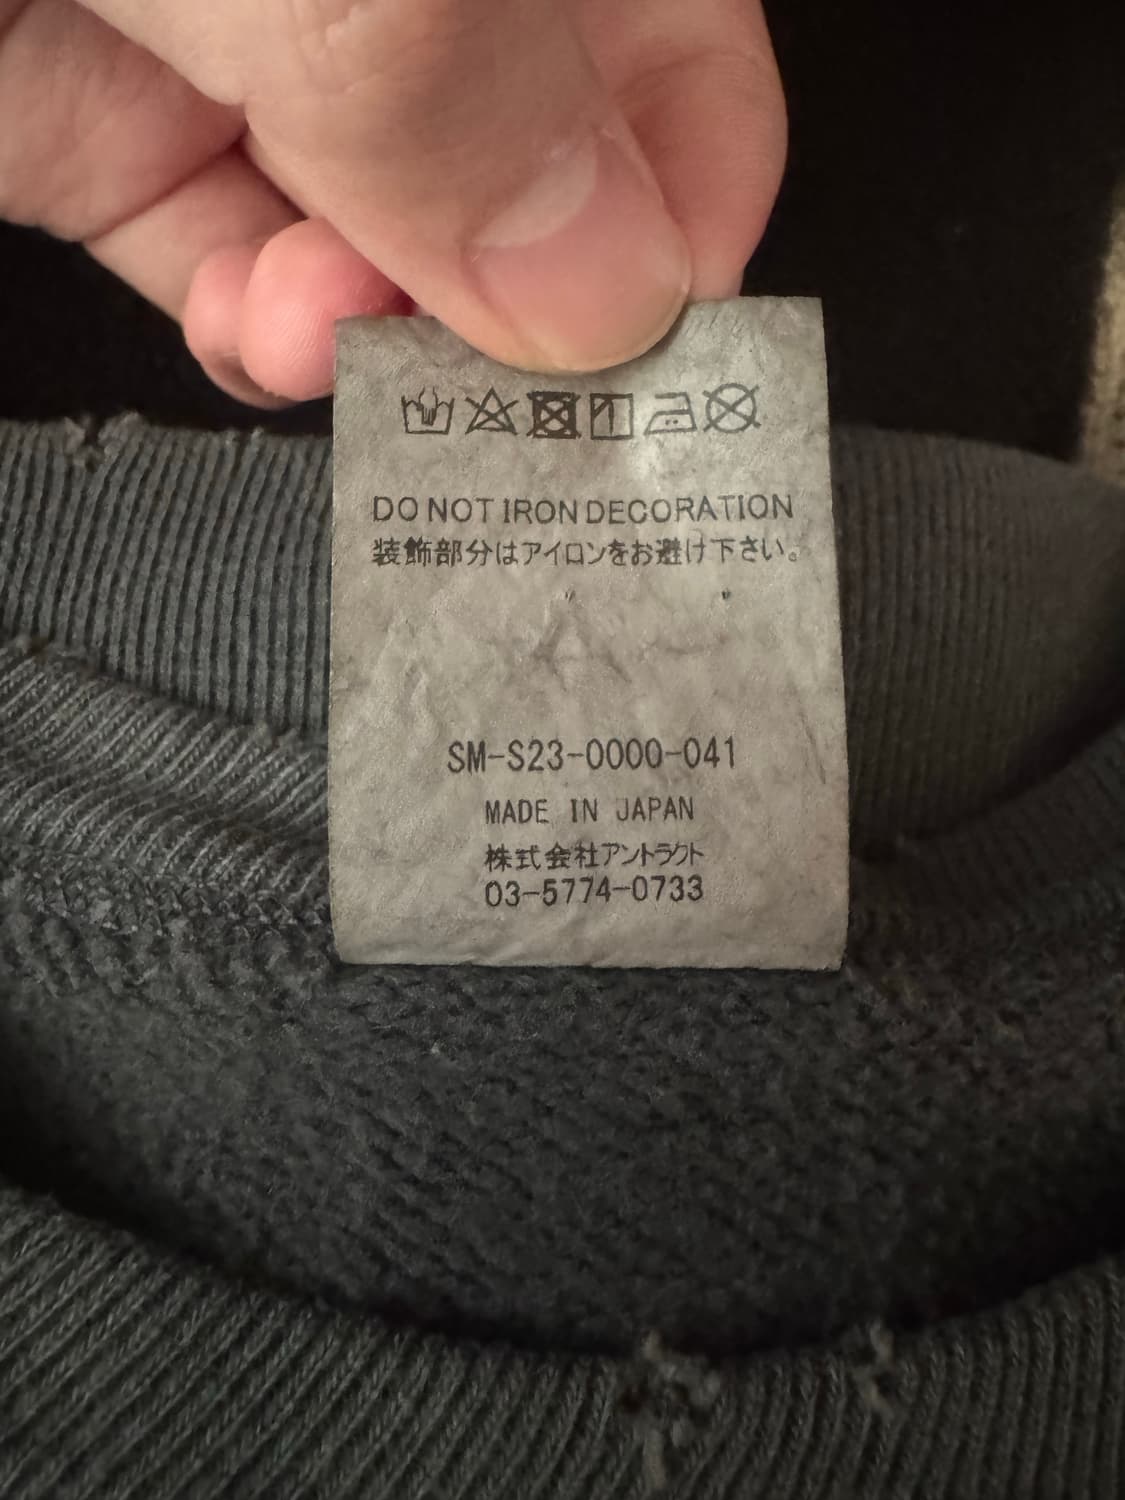 DO NOT IRON DECORATION
装飾部分はアイロンをお避け下さい。
SM-S23-0000-041
MADE IN JAPAN
株式会社アントラクト
03-5774-0733